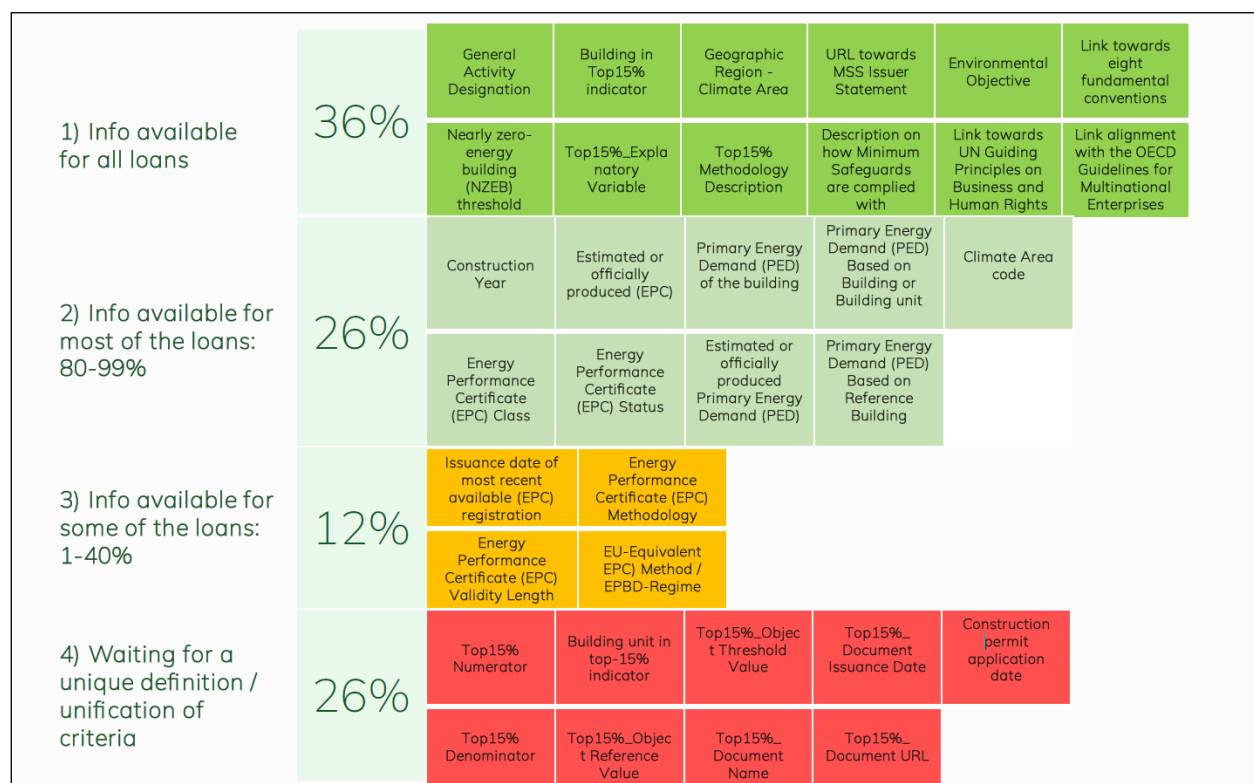 1) Info available
for all loans
36%
General
Activity
Designation
Building in
Top15%
indicator
Geographic
Region -
Climate Area
URL towards
MSS Issuer
Statement
Environmental
Objective
Link towards
eight
fundamental
conventions
Nearly zero-
energy
building
(NZEB)
threshold
Top15%_Expla
natory
Variable
Top15%
Methodology
Description
Description on
how Minimum
Safeguards
are complied
with
Link towards
UN Guiding
Principles on
Business and
Human Rights
Link alignment
with the OECD
Guidelines for
Multinational
Enterprises
2) Info available for
most of the loans:
80-99%
26%
Construction
Year
Estimated or
officially
produced (EPC)
Primary Energy
Demand (PED)
of the building
Primary Energy
Demand (PED)
Based on
Building or
Building unit
Climate Area
code
Energy
Performance
Certificate
(EPC) Class
Energy
Performance
Certificate
(EPC) Status
Estimated or
officially
produced
Primary Energy
Demand (PED)
Primary Energy
Demand (PED)
Based on
Reference
Building
3) Info available for
some of the loans:
1-40%
12%
Issuance date of
most recent
available (EPC)
registration
Energy
Performance
Certificate (EPC)
Methodology
Energy
Performance
Certificate (EPC)
Validity Length
EU-Equivalent
EPC) Method /
EPBD-Regime
4) Waiting for a
unique definition /
unification of
criteria
26%
Top15%
Numerator
Building unit in
top-15%
indicator
Top15%_Objec
t Threshold
Value
Top15%_
Document
Issuance Date
Construction
permit
application
date
Top15%
Denominator
Top15%_Objec
t Reference
Value
Top15%_
Document
Name
Top15%_
Document URL